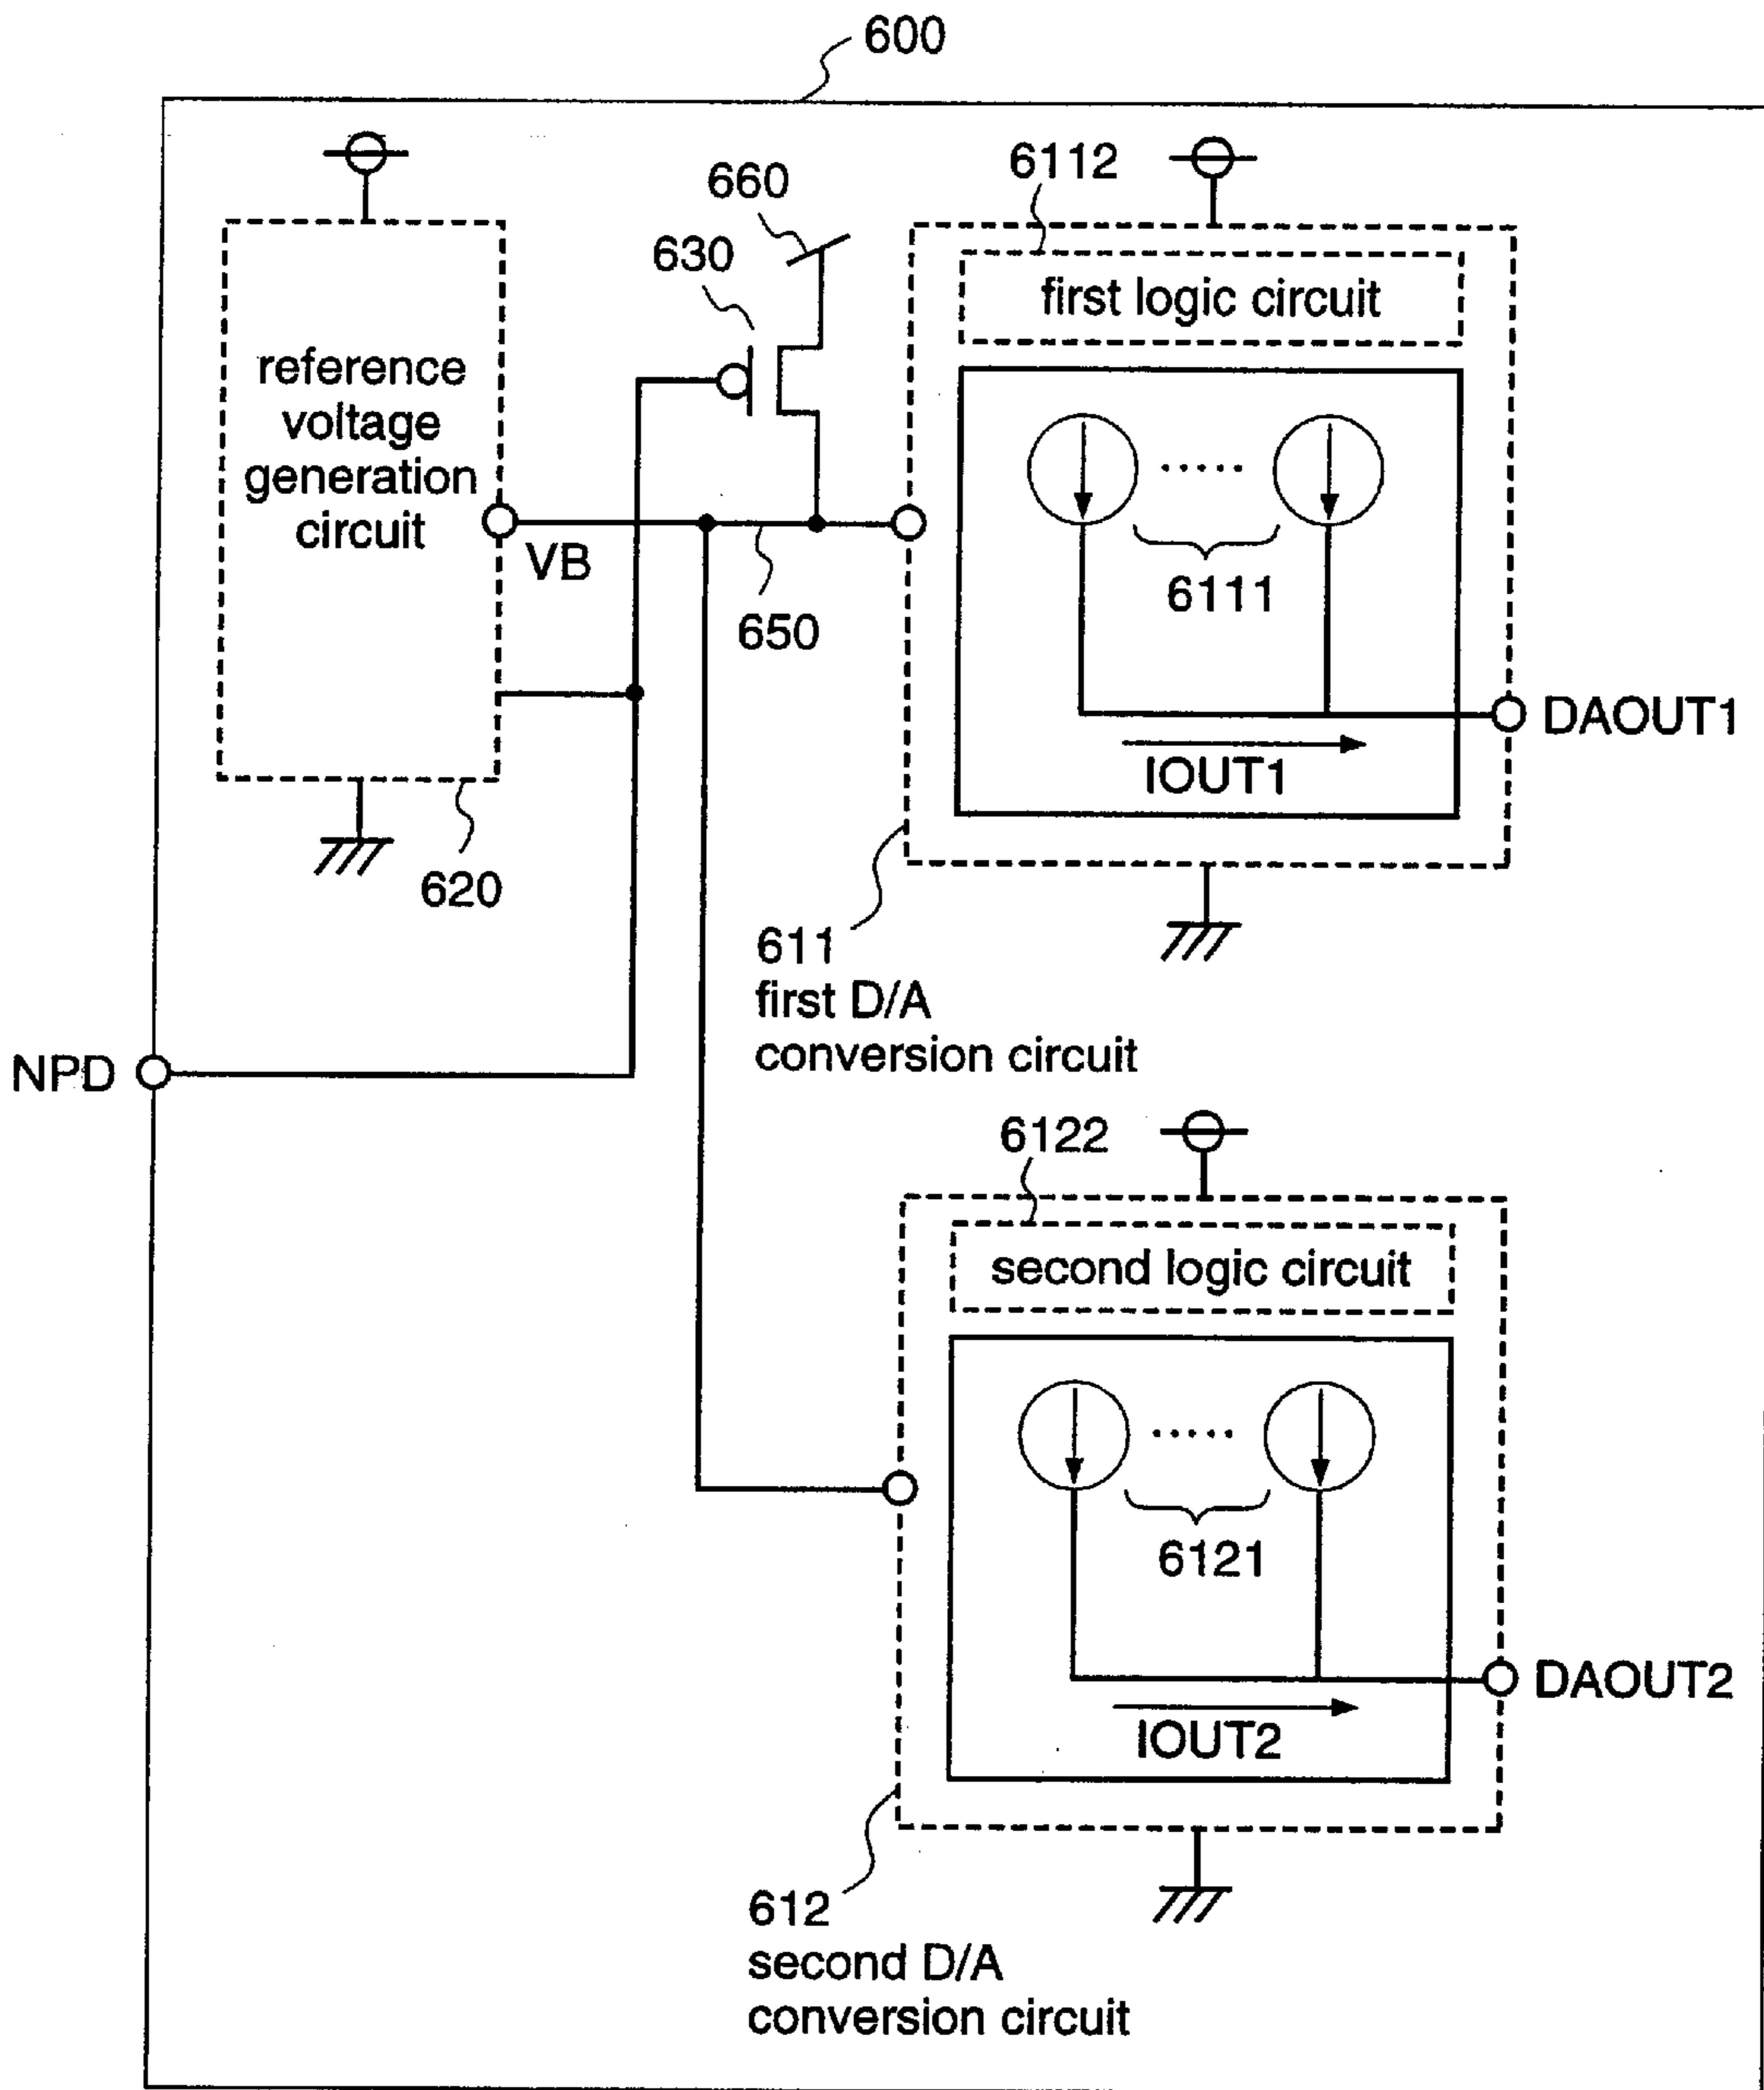 600
6112
660
630
first logic circuit
reference
voltage
generation
circuit
VB
6111
650
DAOUT1
IOUT1
620
611
first D/A
conversion circuit
NPD
6122
second logic circuit
6121
DAOUT2
IOUT2
612
second D/A
conversion circuit